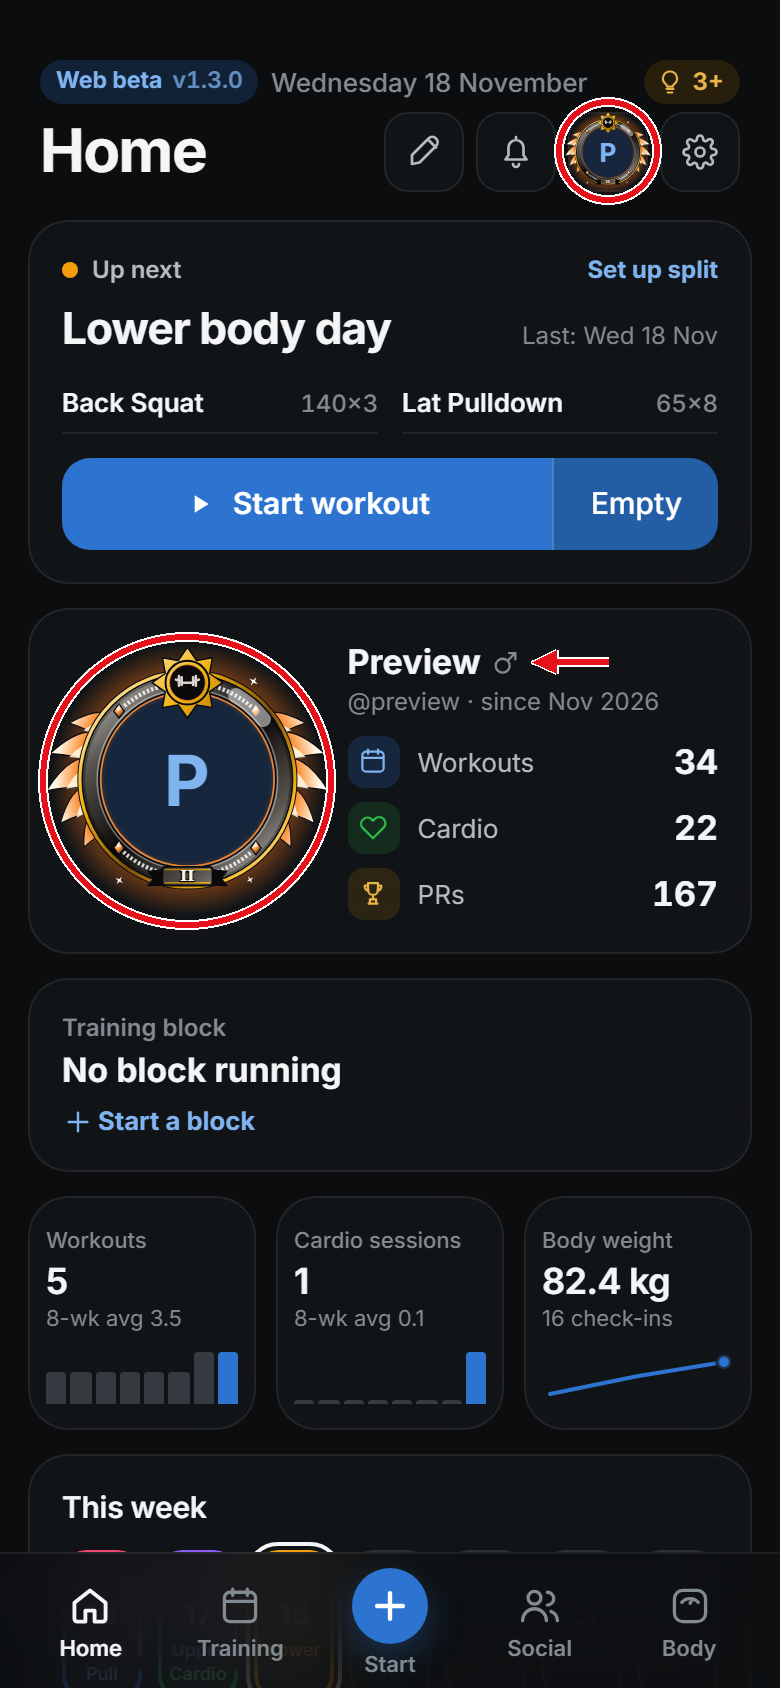 Web beta v1.3.0
Wednesday 18 November
3+
Home
P
Up next
Set up split
Lower body day
Last: Wed 18 Nov
Back Squat 140×3
Lat Pulldown 65×8
Start workout
Empty
P
II
Preview ♂
@preview · since Nov 2026
Workouts 34
Cardio 22
PRs 167
Training block
No block running
+ Start a block
Workouts
5
8-wk avg 3.5
Cardio sessions
1
8-wk avg 0.1
Body weight
82.4 kg
16 check-ins
This week
17
18
Pull
Cardio
Home
Training
Start
Social
Body